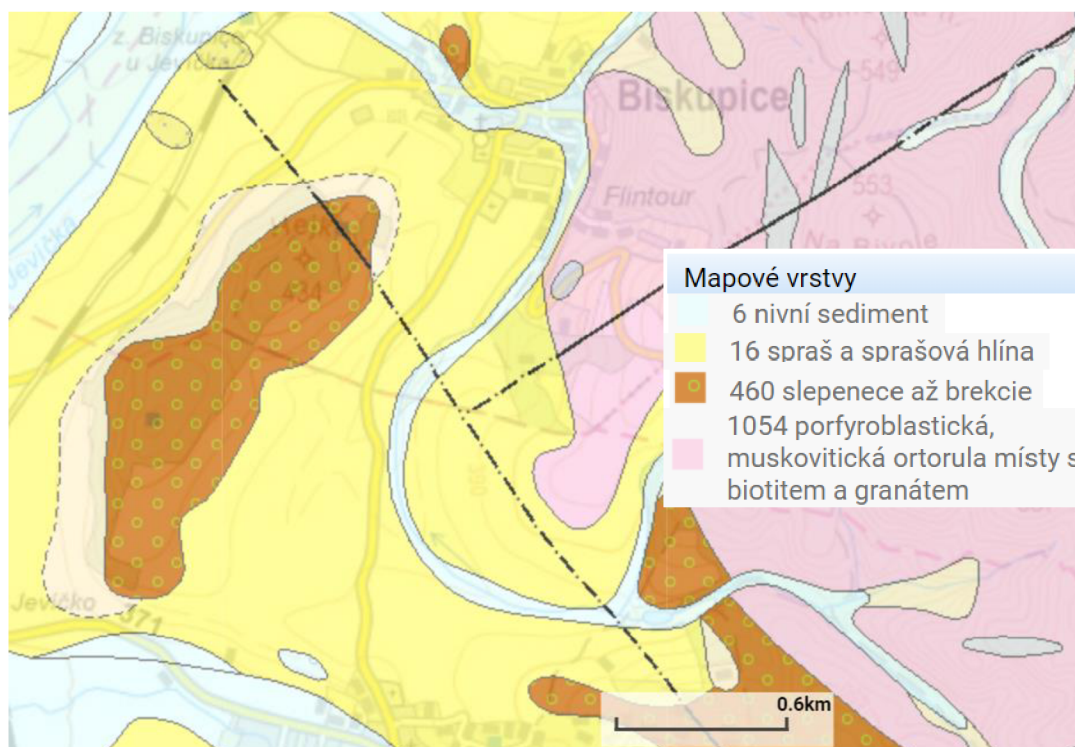 z. Biskupice
u Jevíčka
549
Biskupice
553
Flintour
Na Bivole
Jevíčka
434
Mapové vrstvy
6 nivní sediment
16 spraš a sprašová hlína
460 slepenece až brekcie
1054 porfyroblastická,
muskovitická ortorula místy s
biotitem a granátem
390
Jevíčko
371
0.6km